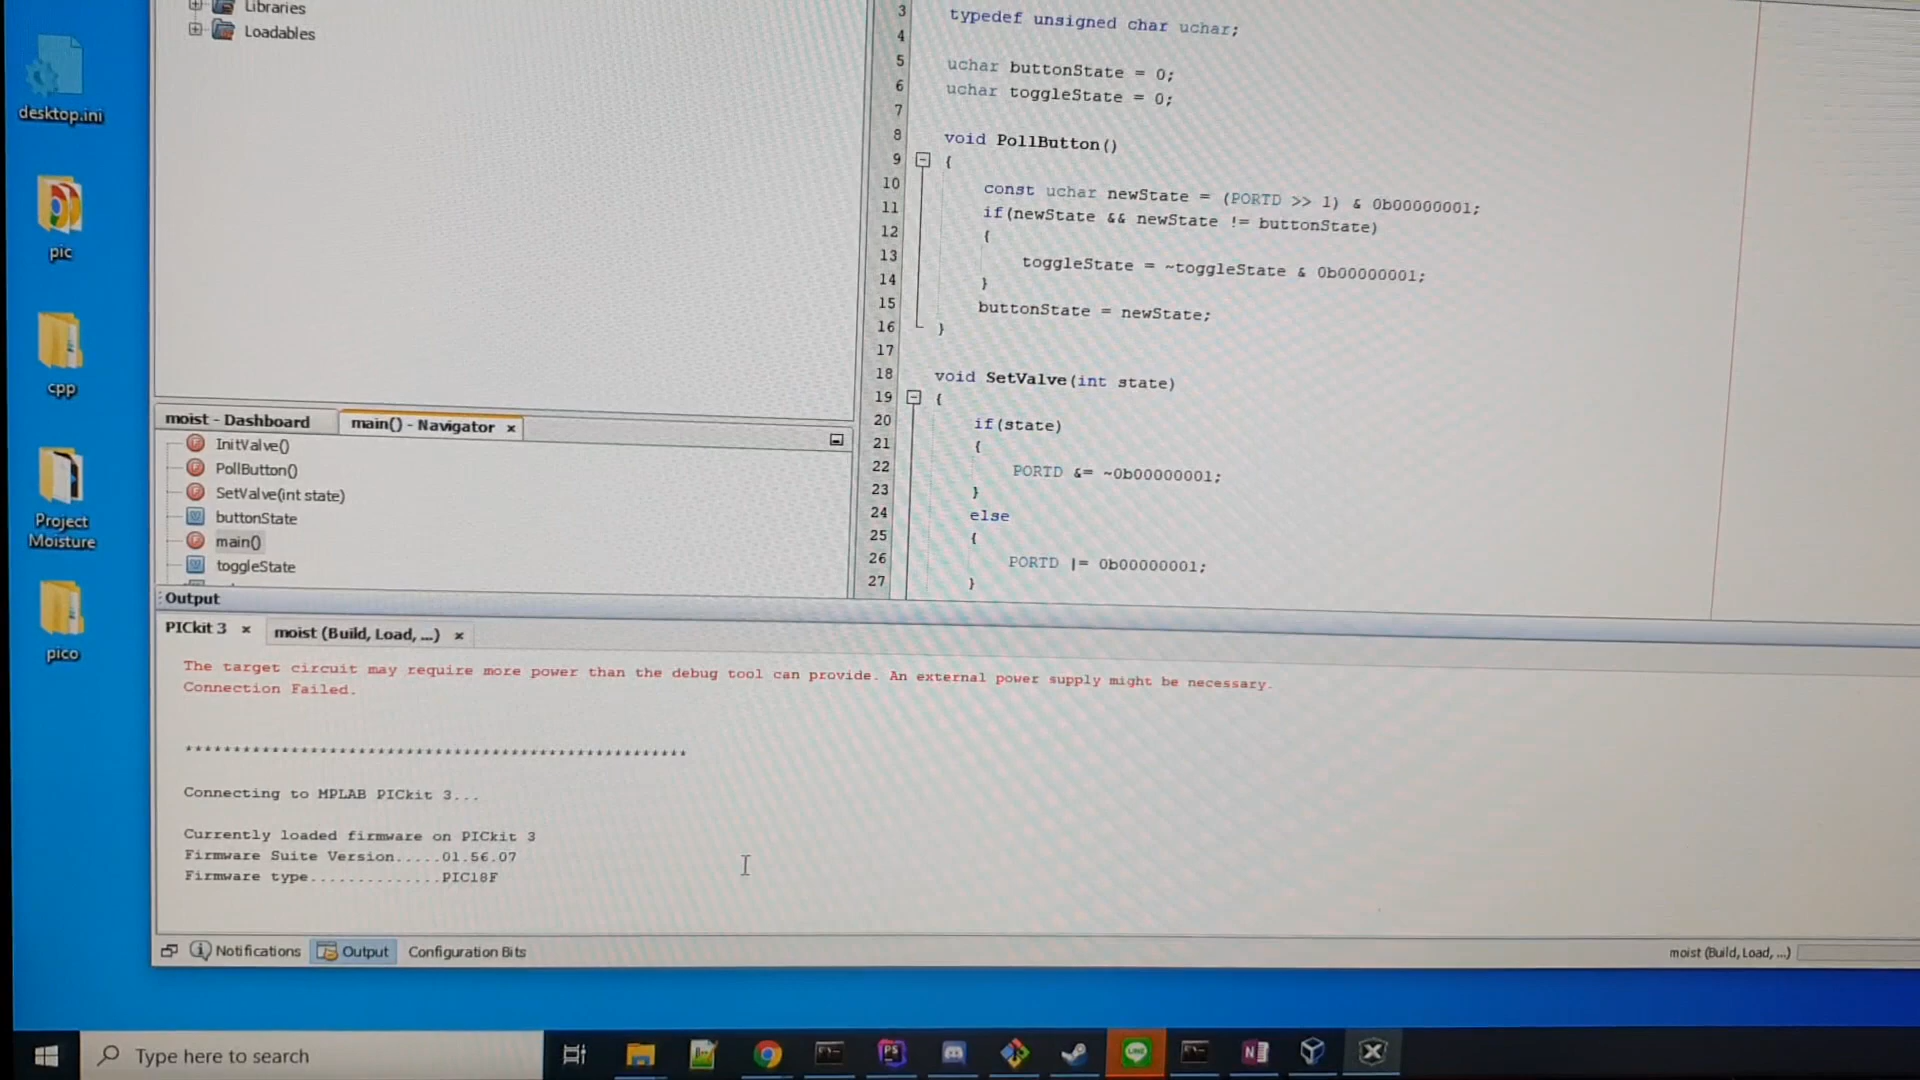 Libraries
Loadables
desktop.ini
pic
cpp
Project
Moisture
pico
3
4
5
6
7
8
9
10
11
12
13
14
15
16
17
18
19
20
21
22
23
24
25
26
27
typedef unsigned char uchar;
uchar buttonState = 0;
uchar toggleState = 0;
void PollButton()
{
const uchar newState = (PORTD >> 1) & 0b00000001;
if(newState && newState != buttonState)
{
toggleState = ~toggleState & 0b00000001;
}
buttonState = newState;
}
void SetValve(int state)
{
if(state)
{
PORTD &= ~0b00000001;
}
else
{
PORTD |= 0b00000001;
}
moist - Dashboard
main() - Navigator ×
InitValve()
PollButton()
SetValve(int state)
buttonState
main()
toggleState
Output
PICkit 3 ×
moist (Build, Load, ...) ×
The target circuit may require more power than the debug tool can provide. An external power supply might be necessary.
Connection Failed.
*****************************************************
Connecting to MPLAB PICkit 3...
Currently loaded firmware on PICkit 3
Firmware Suite Version.....01.56.07
Firmware type..............PIC18F
Notifications
Output
Configuration Bits
moist (Build, Load, ...)
Type here to search
PS
LINE
N